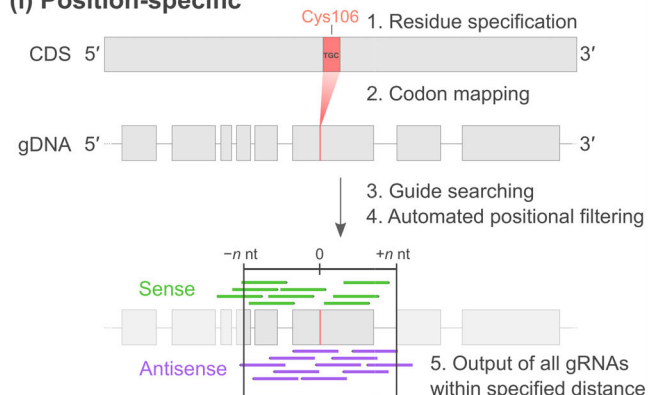 (i) Position-specific
Cys106
1. Residue specification
CDS 5′ TGC 3′
2. Codon mapping
gDNA 5′ 3′
3. Guide searching
4. Automated positional filtering
−n nt 0 +n nt
Sense
Antisense
5. Output of all gRNAs
within specified distance